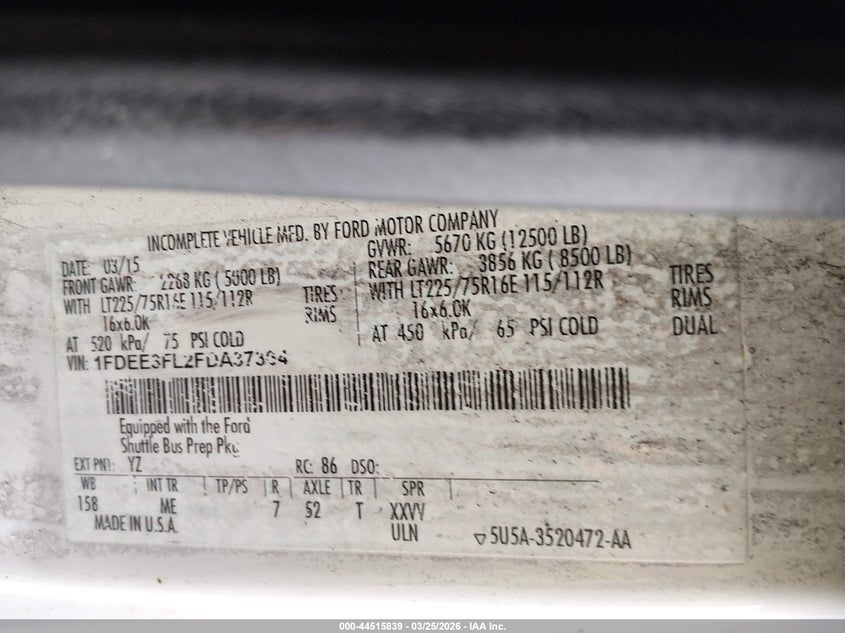 INCOMPLETE VEHICLE MFD. BY FORD MOTOR COMPANY
DATE: 03/15 GVWR: 5670 KG (12500 LB)
FRONT GAWR: 2268 KG ( 5000 LB) REAR GAWR: 3856 KG ( 8500 LB)
WITH LT225/75R16E 115/112R TIRES WITH LT225/75R16E 115/112R TIRES
16x6.0K RIMS 16x6.0K RIMS
AT 520 kPa/ 75 PSI COLD AT 450 kPa/ 65 PSI COLD DUAL
VIN: 1FDEE3FL2FDA37364
Equipped with the Ford
Shuttle Bus Prep Pkg
EXT PNT: YZ RC: 86 DSO:
WB INT TR TP/PS R AXLE TR SPR
158 ME 7 52 T XXVV
MADE IN U.S.A. ULN
▽5U5A-3520472-AA
000-44515839 - 03/25/2026 - IAA Inc.